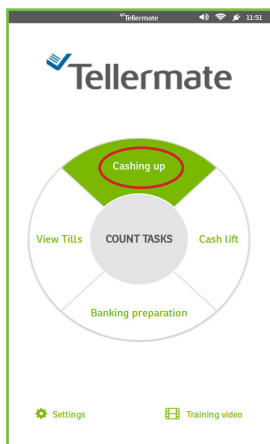 Tellermate 11:51
Tellermate
Cashing up
View Tills COUNT TASKS Cash lift
Banking preparation
Settings Training video